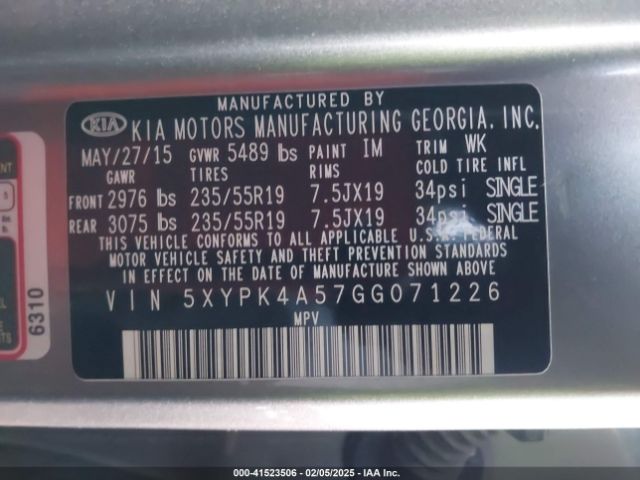 MANUFACTURED BY
KIA KIA MOTORS MANUFACTURING GEORGIA, INC.
MAY/27/15 GVWR 5489 lbs PAINT IM TRIM WK
GAWR TIRES RIMS COLD TIRE INFL
FRONT 2976 lbs 235/55R19 7.5JX19 34psi SINGLE
REAR 3075 lbs 235/55R19 7.5JX19 34psi SINGLE
THIS VEHICLE CONFORMS TO ALL APPLICABLE U.S.A. FEDERAL
MOTOR VEHICLE SAFETY AND THEFT PREVENTION STANDARDS
IN EFFECT ON THE DATE OF MANUFACTURE SHOWN ABOVE.
VIN 5XYPK4A57GG071226
MPV
6310
© - 41523506 - 02/05/2025 - IAA Inc.